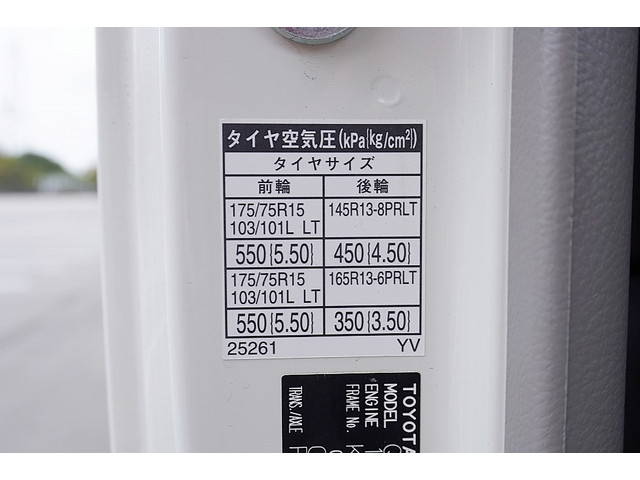 タイヤ空気圧(kPa{kg/cm²})
タイヤサイズ
前輪 後輪
175/75R15 103/101L LT 145R13-8PRLT
550{5.50} 450{4.50}
175/75R15 103/101L LT 165R13-6PRLT
550{5.50} 350{3.50}
25261 YV
TOYOTA
MODEL
ENGINE
FRAME No.
TRANS./AXLE